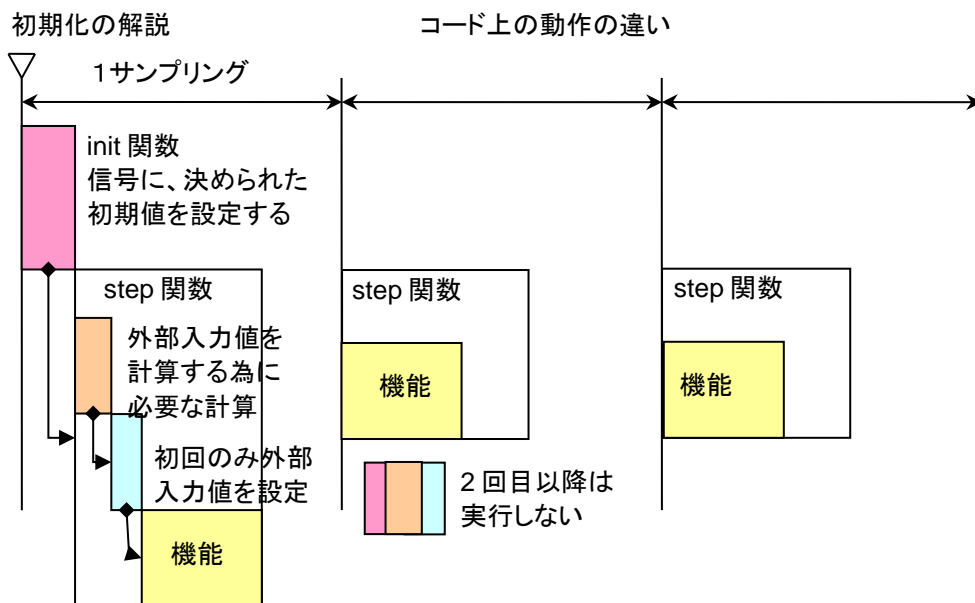 初期化の解説
コード上の動作の違い
1サンプリング
init 関数
信号に、決められた
初期値を設定する
step 関数
外部入力値を
計算する為に
必要な計算
初回のみ外部
入力値を設定
機能
step 関数
機能
2 回目以降は
実行しない
step 関数
機能